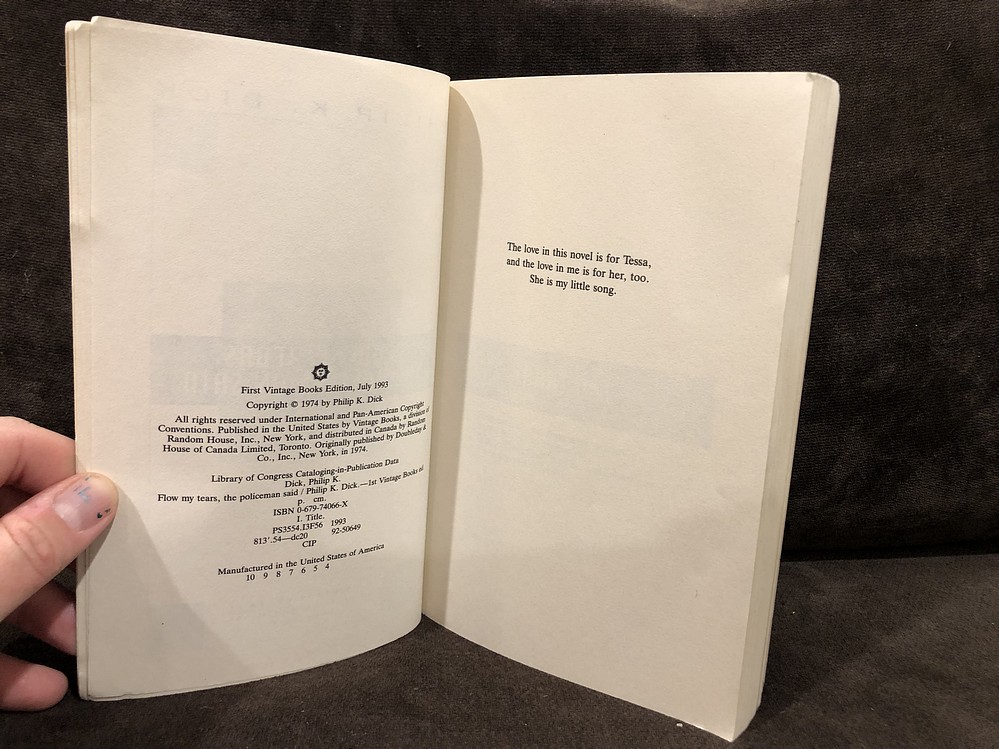 First Vintage Books Edition, July 1993
Copyright © 1974 by Philip K. Dick
All rights reserved under International and Pan-American Copyright
Conventions. Published in the United States by Vintage Books, a division of
Random House, Inc., New York, and distributed in Canada by Random
House of Canada Limited, Toronto. Originally published by Doubleday &
Co., Inc., New York, in 1974.
Library of Congress Cataloging-in-Publication Data
Dick, Philip K.
Flow my tears, the policeman said / Philip K. Dick.—1st Vintage Books ed.
p. cm.
ISBN 0-679-74066-X
I. Title.
PS3554.I3F56 1993
813'.54—dc20 92-50649
CIP
Manufactured in the United States of America
10 9 8 7 6 5 4
The love in this novel is for Tessa,
and the love in me is for her, too.
She is my little song.